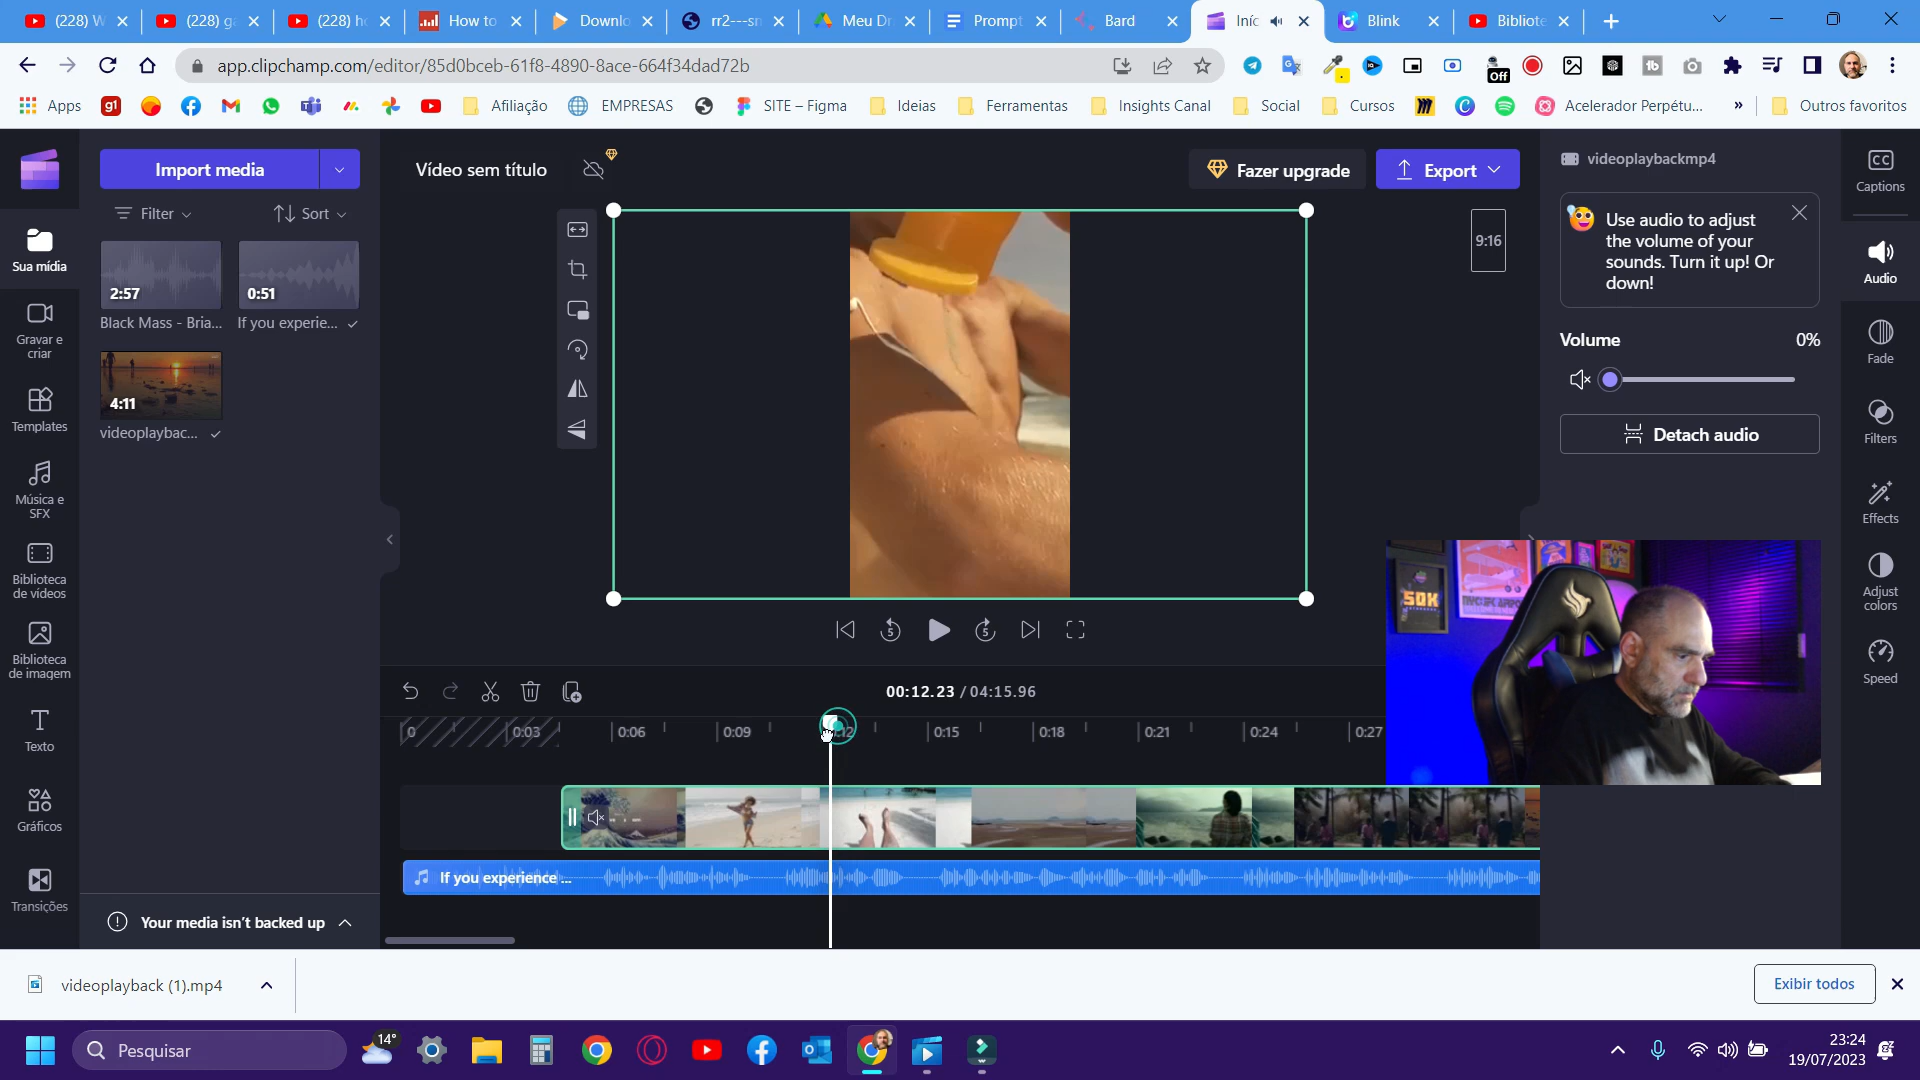 (228) W
(228) g
(228) h
How to
Downlo
rr2---sn
Meu Dr
Prompt
Bard
Iníc
Blink
Bibliote
app.clipchamp.com/editor/85d0bceb-61f8-4890-8ace-664f34dad72b
Off
Apps
g1
Afiliação
EMPRESAS
SITE – Figma
Ideias
Ferramentas
Insights Canal
Social
Cursos
Acelerador Perpétu...
»
Outros favoritos
Import media
Filter
Sort
2:57
Black Mass - Bria...
0:51
If you experie...
4:11
videoplaybac...
Sua mídia
Gravar e
criar
Templates
Música e
SFX
Biblioteca
de vídeos
Biblioteca
de imagem
Texto
Gráficos
Transições
Your media isn't backed up
Vídeo sem título
Fazer upgrade
Export
9:16
5
5
00:12.23 / 04:15.96
0
0:03
0:06
0:09
0:12
0:15
0:18
0:21
0:24
0:27
If you experience ...
videoplaybackmp4
Use audio to adjust
the volume of your
sounds. Turn it up! Or
down!
Volume
0%
Detach audio
CC
Captions
Audio
Fade
Filters
Effects
Adjust
colors
Speed
50K
videoplayback (1).mp4
Exibir todos
Pesquisar
14°
23:24
19/07/2023